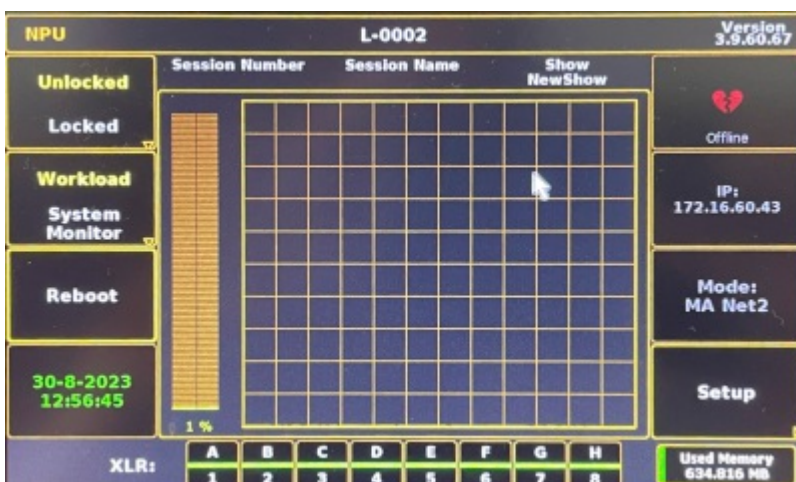 NPU
L-0002
Version
3.9.60.67
Unlocked
Locked
Session Number
Session Name
Show
NewShow
Offline
Workload
System
Monitor
IP:
172.16.60.43
Reboot
Mode:
MA Net2
30-8-2023
12:56:45
1 %
Setup
XLR:
A B C D E F G H
1 2 3 4 5 6 7 8
Used Memory
634.816 MB